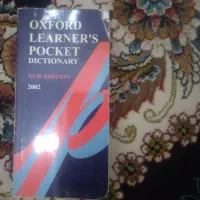 OXFORD
LEARNER'S
POCKET
DICTIONARY
NEW EDITION
2002